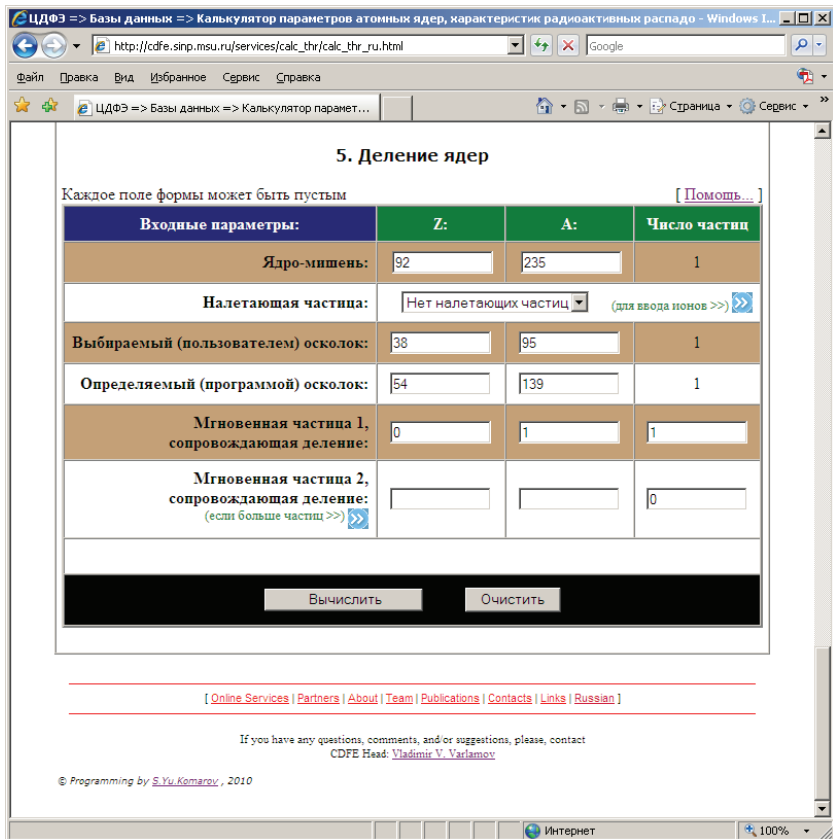 ЦДФЭ => Базы данных => Калькулятор параметров атомных ядер, характеристик радиоактивных распадо - Windows I...
http://cdfe.sinp.msu.ru/services/calc_thr/calc_thr_ru.html
Google
Файл Правка Вид Избранное Сервис Справка
ЦДФЭ => Базы данных => Калькулятор парамет...
Страница
Сервис
»
5. Деление ядер
Каждое поле формы может быть пустым
[ Помощь... ]
Входные параметры: Z: A: Число частиц
Ядро-мишень: 92 235 1
Налетающая частица: Нет налетающих частиц (для ввода ионов >>)
Выбираемый (пользователем) осколок: 38 95 1
Определяемый (программой) осколок: 54 139 1
Мгновенная частица 1,
сопровождающая деление: 0 1 1
Мгновенная частица 2,
сопровождающая деление: 0
(если больше частиц >>)
Вычислить Очистить
[ Online Services | Partners | About | Team | Publications | Contacts | Links | Russian ]
If you have any questions, comments, and/or suggestions, please, contact
CDFE Head: Vladimir V. Varlamov
© Programming by S.Yu.Komarov , 2010
Интернет
100%